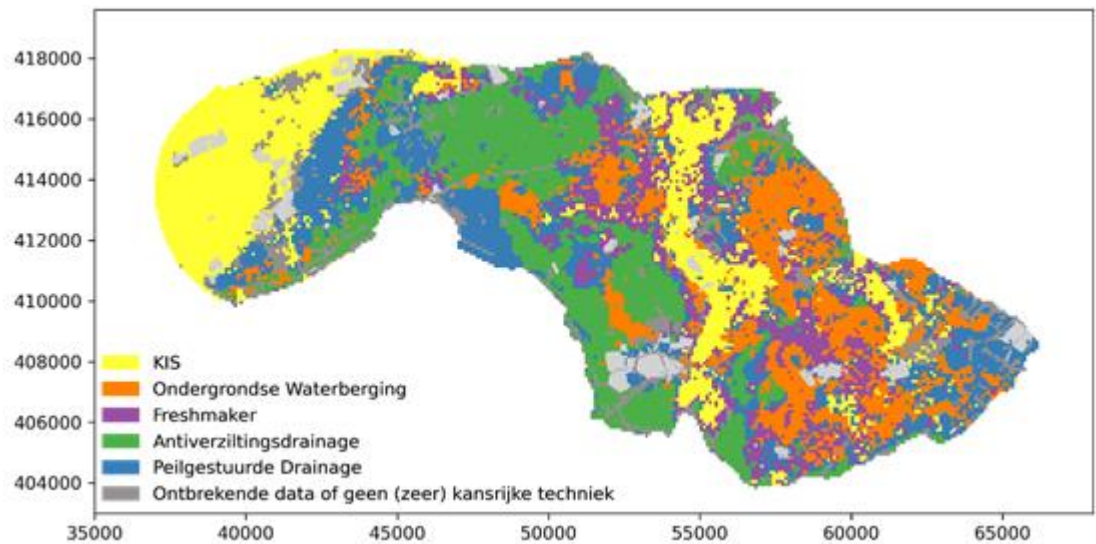 418000
416000
414000
412000
410000
408000
406000
404000
KIS
Ondergrondse Waterberging
Freshmaker
Antiverziltingsdrainage
Peilgestuurde Drainage
Ontbrekende data of geen (zeer) kansrijke techniek
35000 40000 45000 50000 55000 60000 65000